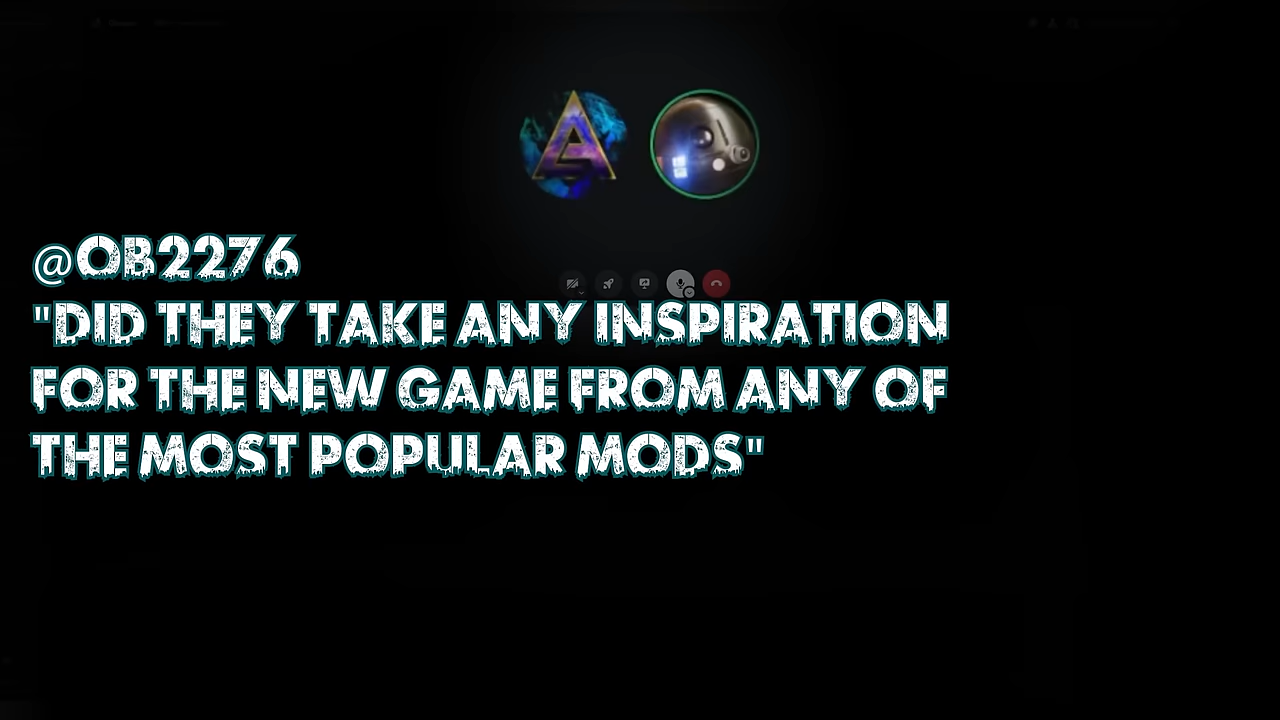 @OB2276
"DID THEY TAKE ANY INSPIRATION
FOR THE NEW GAME FROM ANY OF
THE MOST POPULAR MODS"